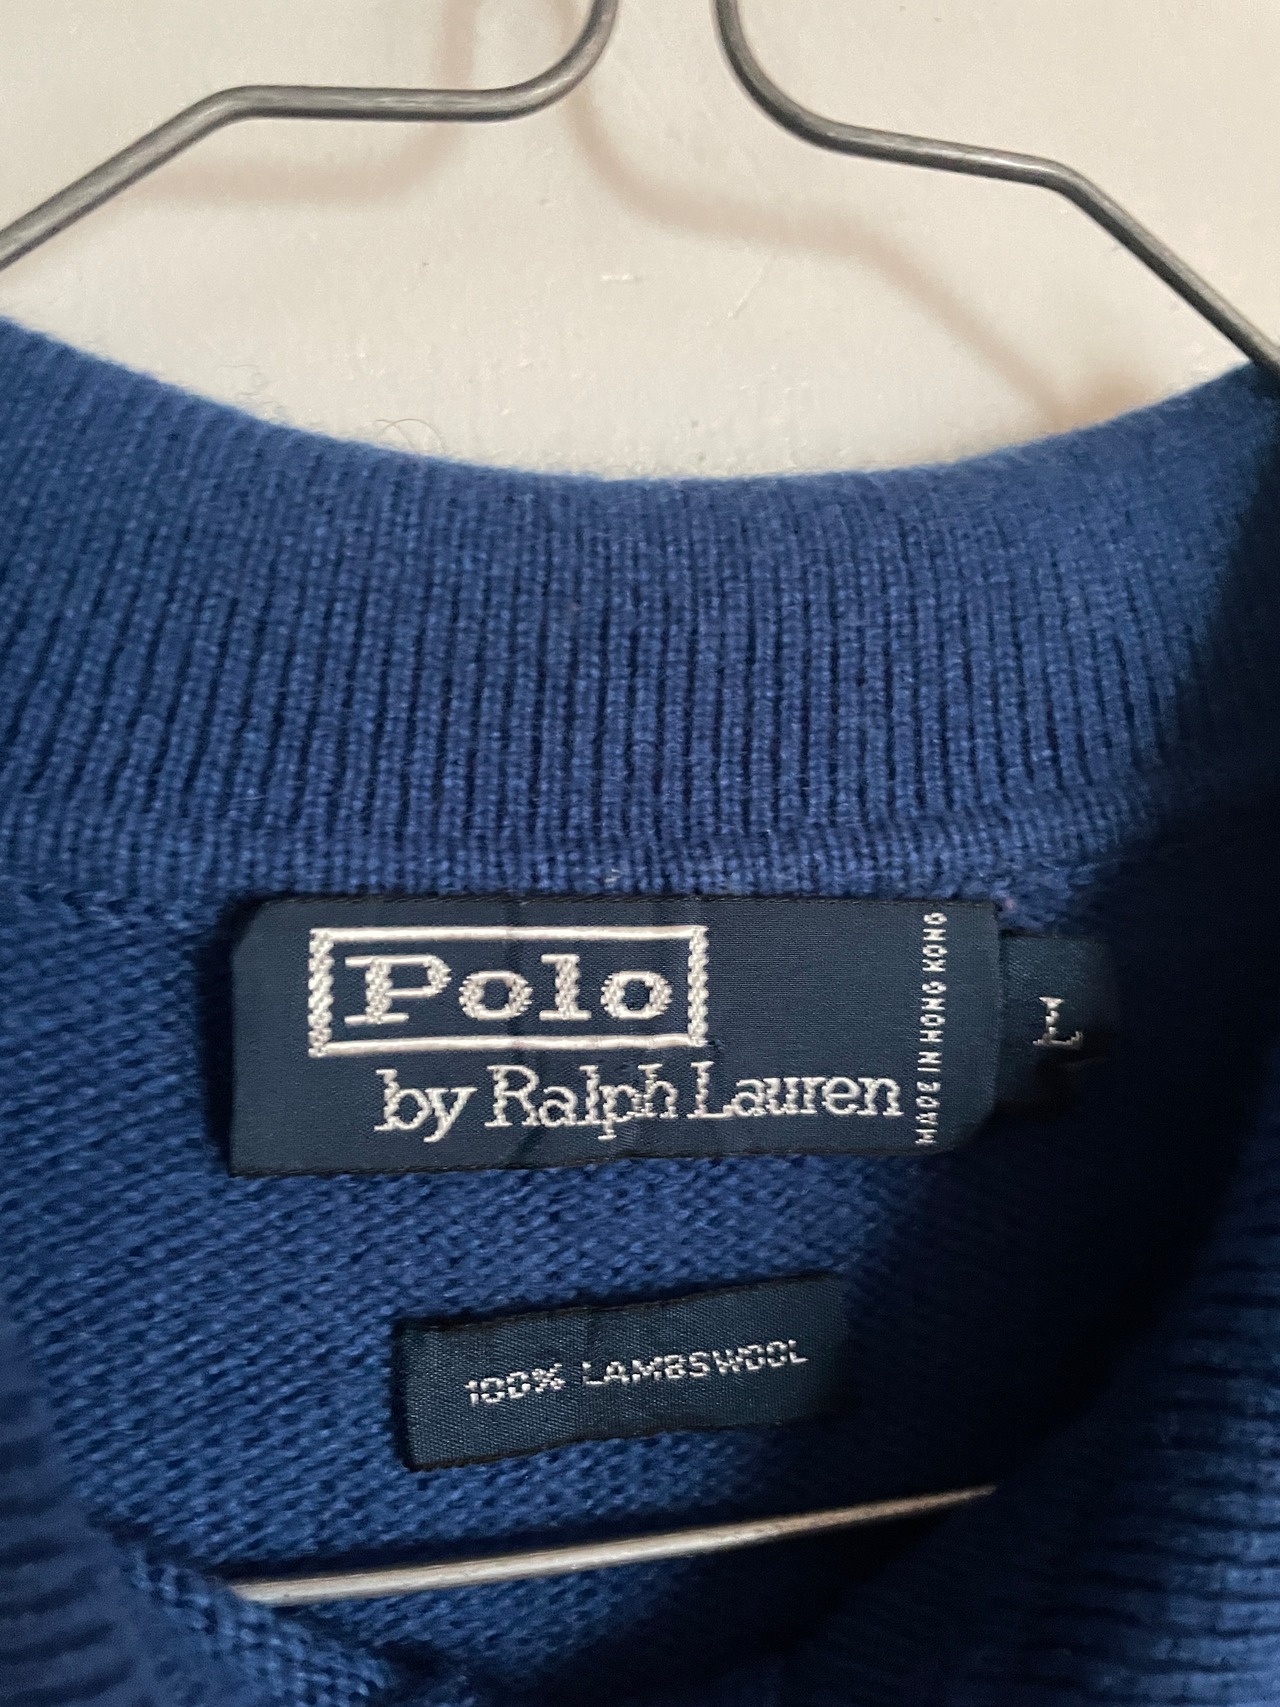 Polo
by Ralph Lauren
MADE IN HONG KONG
L
100% LAMBSWOOL